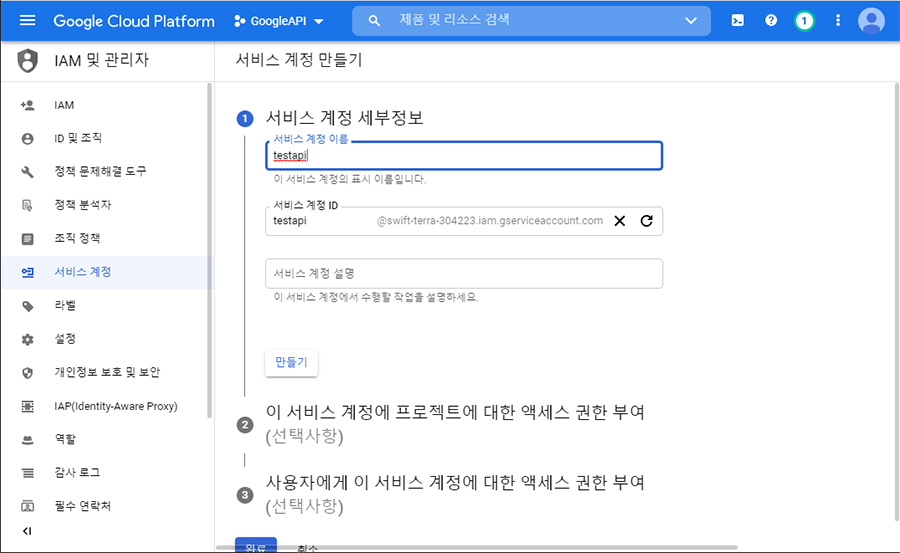 Google Cloud Platform
GoogleAPI
제품 및 리소스 검색
1
IAM 및 관리자
서비스 계정 만들기
IAM
ID 및 조직
정책 문제해결 도구
정책 분석자
조직 정책
서비스 계정
라벨
설정
개인정보 보호 및 보안
IAP(Identity-Aware Proxy)
역할
감사 로그
필수 연락처
1
서비스 계정 세부정보
서비스 계정 이름
testapi
이 서비스 계정의 표시 이름입니다.
서비스 계정 ID
testapi @swift-terra-304223.iam.gserviceaccount.com
서비스 계정 설명
이 서비스 계정에서 수행할 작업을 설명하세요.
만들기
2
이 서비스 계정에 프로젝트에 대한 액세스 권한 부여
(선택사항)
3
사용자에게 이 서비스 계정에 대한 액세스 권한 부여
(선택사항)
완료 취소